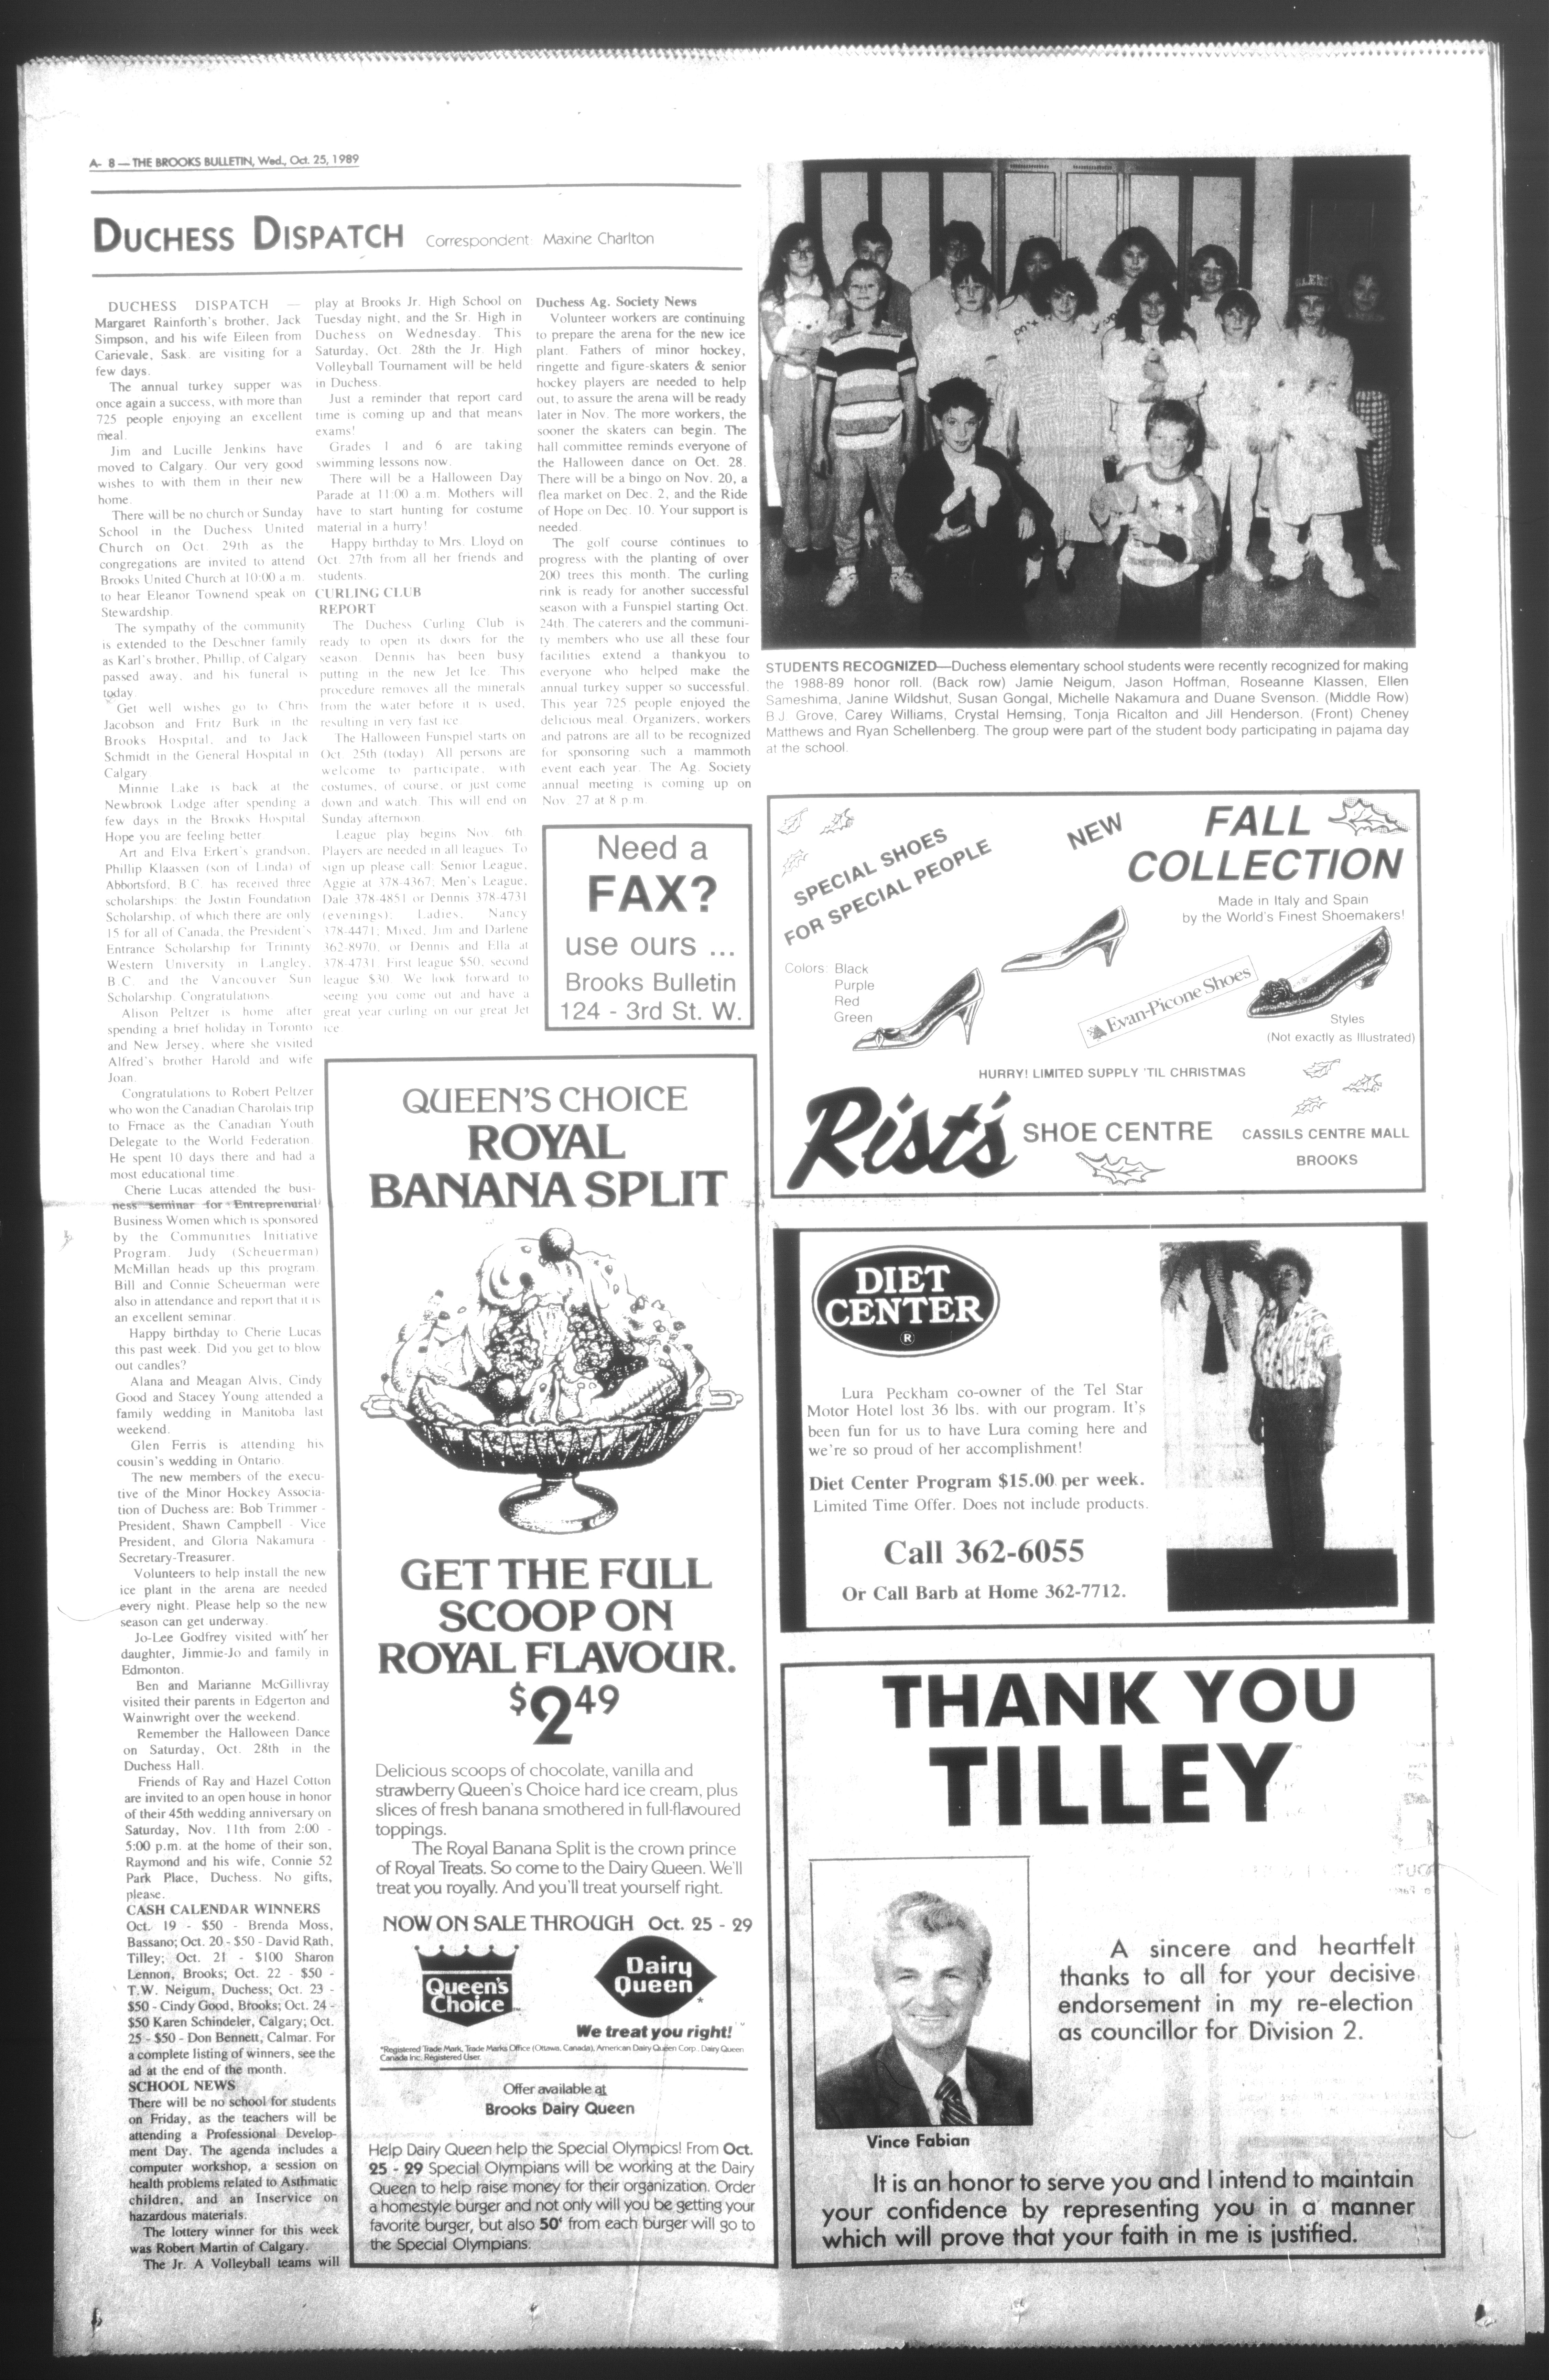 A- 8 — THE BROOKS BULLETIN, Wed., Oct. 25, 1989
DUCHESS DISPATCH Correspondent: Maxine Charlton
DUCHESS DISPATCH —
Margaret Rainforth's brother, Jack
Simpson, and his wife Eileen from
Carievale, Sask. are visiting for a
few days.
The annual turkey supper was
once again a success, with more than
725 people enjoying an excellent
meal.
Jim and Lucille Jenkins have
moved to Calgary. Our very good
wishes to with them in their new
home.
There will be no church or Sunday
School in the Duchess United
Church on Oct. 29th as the
congregations are invited to attend
Brooks United Church at 10:00 a.m.
to hear Eleanor Townend speak on
Stewardship.
The sympathy of the community
is extended to the Deschner family
as Karl's brother, Phillip, of Calgary
passed away, and his funeral is
today.
Get well wishes go to Chris
Jacobson and Fritz Burk in the
Brooks Hospital, and to Jack
Schmidt in the General Hospital in
Calgary.
Minnie Lake is back at the
Newbrook Lodge after spending a
few days in the Brooks Hospital.
Hope you are feeling better.
Art and Elva Erkert's grandson,
Phillip Klaassen (son of Linda) of
Abbortsford, B.C. has received three
scholarships: the Jostin Foundation
Scholarship, of which there are only
15 for all of Canada, the President's
Entrance Scholarship for Trininty
Western University in Langley,
B.C. and the Vancouver Sun
Scholarship. Congratulations.
Alison Peltzer is home after
spending a brief holiday in Toronto
and New Jersey, where she visited
Alfred's brother Harold and wife
Joan.
Congratulations to Robert Peltzer
who won the Canadian Charolais trip
to Frnace as the Canadian Youth
Delegate to the World Federation.
He spent 10 days there and had a
most educational time.
Cherie Lucas attended the busi-
ness seminar for Entreprenurial
Business Women which is sponsored
by the Communities Initiative
Program. Judy (Scheuerman)
McMillan heads up this program.
Bill and Connie Scheuerman were
also in attendance and report that it is
an excellent seminar.
Happy birthday to Cherie Lucas
this past week. Did you get to blow
out candles?
Alana and Meagan Alvis, Cindy
Good and Stacey Young attended a
family wedding in Manitoba last
weekend.
Glen Ferris is attending his
cousin's wedding in Ontario.
The new members of the execu-
tive of the Minor Hockey Associa-
tion of Duchess are: Bob Trimmer -
President, Shawn Campbell - Vice
President, and Gloria Nakamura -
Secretary-Treasurer.
Volunteers to help install the new
ice plant in the arena are needed
every night. Please help so the new
season can get underway.
Jo-Lee Godfrey visited with her
daughter, Jimmie-Jo and family in
Edmonton.
Ben and Marianne McGillivray
visited their parents in Edgerton and
Wainwright over the weekend.
Remember the Halloween Dance
on Saturday, Oct. 28th in the
Duchess Hall.
Friends of Ray and Hazel Cotton
are invited to an open house in honor
of their 45th wedding anniversary on
Saturday, Nov. 11th from 2:00 -
5:00 p.m. at the home of their son,
Raymond and his wife, Connie 52
Park Place, Duchess. No gifts,
please.
CASH CALENDAR WINNERS
Oct. 19 - $50 - Brenda Moss,
Bassano; Oct. 20 - $50 - David Rath,
Tilley; Oct. 21 - $100 Sharon
Lennon, Brooks; Oct. 22 - $50 -
T.W. Neigum, Duchess; Oct. 23 -
$50 - Cindy Good, Brooks; Oct. 24 -
$50 Karen Schindeler, Calgary; Oct.
25 - $50 - Don Bennett, Calmar. For
a complete listing of winners, see the
ad at the end of the month.
SCHOOL NEWS
There will be no school for students
on Friday, as the teachers will be
attending a Professional Develop-
ment Day. The agenda includes a
computer workshop, a session on
health problems related to Asthmatic
children, and an Inservice on
hazardous materials.
The lottery winner for this week
was Robert Martin of Calgary.
The Jr. A Volleyball teams will
play at Brooks Jr. High School on
Tuesday night, and the Sr. High in
Duchess on Wednesday. This
Saturday, Oct. 28th the Jr. High
Volleyball Tournament will be held
in Duchess.
Just a reminder that report card
time is coming up and that means
exams!
Grades 1 and 6 are taking
swimming lessons now.
There will be a Halloween Day
Parade at 11:00 a.m. Mothers will
have to start hunting for costume
material in a hurry!
Happy birthday to Mrs. Lloyd on
Oct. 27th from all her friends and
students.
CURLING CLUB
REPORT
The Duchess Curling Club is
ready to open its doors for the
season. Dennis has been busy
putting in the new Jet Ice. This
procedure removes all the minerals
from the water before it is used,
resulting in very fast ice.
The Halloween Funspiel starts on
Oct. 25th (today). All persons are
welcome to participate, with
costumes, of course, or just come
down and watch. This will end on
Sunday afternoon.
League play begins Nov. 6th.
Players are needed in all leagues. To
sign up please call: Senior League,
Aggie at 378-4367; Men's League,
Dale 378-4851 or Dennis 378-4731
(evenings); Ladies, Nancy
378-4471; Mixed, Jim and Darlene
362-8970, or Dennis and Ella at
378-4731. First league $50, second
league $30. We look forward to
seeing you come out and have a
great year curling on our great Jet
ice.
Duchess Ag. Society News
Volunteer workers are continuing
to prepare the arena for the new ice
plant. Fathers of minor hockey,
ringette and figure-skaters & senior
hockey players are needed to help
out, to assure the arena will be ready
later in Nov. The more workers, the
sooner the skaters can begin. The
hall committee reminds everyone of
the Halloween dance on Oct. 28.
There will be a bingo on Nov. 20, a
flea market on Dec. 2, and the Ride
of Hope on Dec. 10. Your support is
needed.
The golf course continues to
progress with the planting of over
200 trees this month. The curling
rink is ready for another successful
season with a Funspiel starting Oct.
24th. The caterers and the communi-
ty members who use all these four
facilities extend a thankyou to
everyone who helped make the
annual turkey supper so successful.
This year 725 people enjoyed the
delicious meal. Organizers, workers
and patrons are all to be recognized
for sponsoring such a mammoth
event each year. The Ag. Society
annual meeting is coming up on
Nov. 27 at 8 p.m.
Need a
FAX?
use ours ...
Brooks Bulletin
124 - 3rd St. W.
QUEEN'S CHOICE
ROYAL
BANANA SPLIT
GET THE FULL
SCOOP ON
ROYAL FLAVOUR.
$2 49
Delicious scoops of chocolate, vanilla and
strawberry Queen's Choice hard ice cream, plus
slices of fresh banana smothered in full-flavoured
toppings.
The Royal Banana Split is the crown prince
of Royal Treats. So come to the Dairy Queen. We'll
treat you royally. And you'll treat yourself right.
NOW ON SALE THROUGH Oct. 25 - 29
Queen's
Choice
Dairy
Queen
We treat you right!
*Registered Trade Mark, Trade Marks Office (Ottawa, Canada), American Dairy Queen Corp., Dairy Queen
Canada Inc. Registered User.
Offer available at
Brooks Dairy Queen
Help Dairy Queen help the Special Olympics! From Oct.
25 - 29 Special Olympians will be working at the Dairy
Queen to help raise money for their organization. Order
a homestyle burger and not only will you be getting your
favorite burger, but also 50¢ from each burger will go to
the Special Olympians.
STUDENTS RECOGNIZED—Duchess elementary school students were recently recognized for making
the 1988-89 honor roll. (Back row) Jamie Neigum, Jason Hoffman, Roseanne Klassen, Ellen
Sameshima, Janine Wildshut, Susan Gongal, Michelle Nakamura and Duane Svenson. (Middle Row)
B.J. Grove, Carey Williams, Crystal Hemsing, Tonja Ricalton and Jill Henderson. (Front) Cheney
Matthews and Ryan Schellenberg. The group were part of the student body participating in pajama day
at the school.
SPECIAL SHOES
FOR SPECIAL PEOPLE
NEW
FALL
COLLECTION
Made in Italy and Spain
by the World's Finest Shoemakers!
Colors: Black
Purple
Red
Green
Evan-Picone Shoes
Styles
(Not exactly as Illustrated)
HURRY! LIMITED SUPPLY 'TIL CHRISTMAS
Rist's SHOE CENTRE CASSILS CENTRE MALL
BROOKS
DIET
CENTER
®
Lura Peckham co-owner of the Tel Star
Motor Hotel lost 36 lbs. with our program. It's
been fun for us to have Lura coming here and
we're so proud of her accomplishment!
Diet Center Program $15.00 per week.
Limited Time Offer. Does not include products.
Call 362-6055
Or Call Barb at Home 362-7712.
THANK YOU
TILLEY
A sincere and heartfelt
thanks to all for your decisive
endorsement in my re-election
as councillor for Division 2.
Vince Fabian
It is an honor to serve you and I intend to maintain
your confidence by representing you in a manner
which will prove that your faith in me is justified.